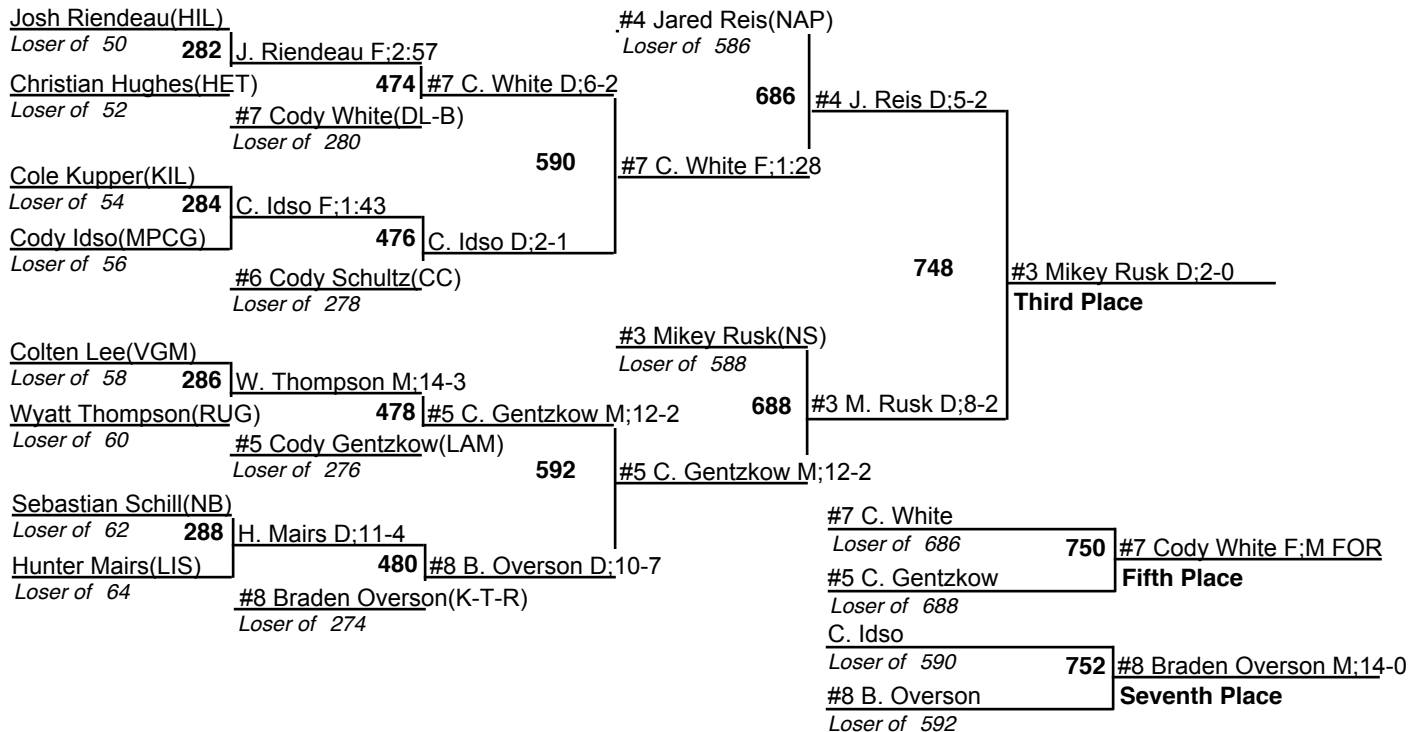 Josh Riendeau(HIL)
Loser of 50
282
J. Riendeau F;2:57
Christian Hughes(HET)
Loser of 52
474
#7 C. White D;6-2
#7 Cody White(DL-B)
Loser of 280
590
Cole Kupper(KIL)
Loser of 54
284
C. Idso F;1:43
Cody Idso(MPCG)
Loser of 56
476
C. Idso D;2-1
#6 Cody Schultz(CC)
Loser of 278
Colten Lee(VGM)
Loser of 58
286
W. Thompson M;14-3
Wyatt Thompson(RUG)
Loser of 60
478
#5 C. Gentzkow M;12-2
#5 Cody Gentzkow(LAM)
Loser of 276
592
Sebastian Schill(NB)
Loser of 62
288
H. Mairs D;11-4
Hunter Mairs(LIS)
Loser of 64
480
#8 B. Overson D;10-7
#8 Braden Overson(K-T-R)
Loser of 274
#4 Jared Reis(NAP)
Loser of 586
686
#4 J. Reis D;5-2
#7 C. White F;1:28
748
#3 Mikey Rusk D;2-0
Third Place
#3 Mikey Rusk(NS)
Loser of 588
688
#3 M. Rusk D;8-2
#5 C. Gentzkow M;12-2
#7 C. White
Loser of 686
750
#7 Cody White F;M FOR
#5 C. Gentzkow
Fifth Place
Loser of 688
C. Idso
Loser of 590
752
#8 Braden Overson M;14-0
#8 B. Overson
Seventh Place
Loser of 592